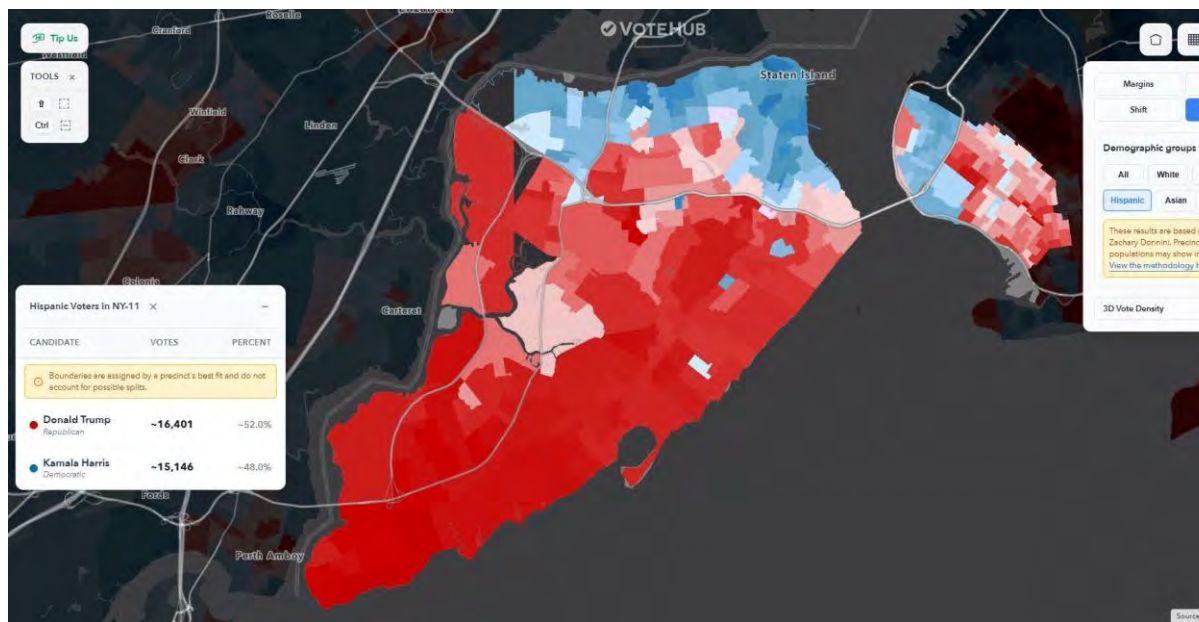 Roselle
Elizabeth
Cranford
VOTEHUB
Tip Us
TOOLS ×
⇧
Ctrl
Staten Island
Winfield
Linden
Clark
Rahway
Colonia
Carteret
Fords
Perth Amboy
Margins
Shift
Demographic groups
All White
Hispanic Asian
These results are based
Zachary Donnini. Precinc
populations may show in
View the methodology h
3D Vote Density
Hispanic Voters in NY-11 × –
CANDIDATE VOTES PERCENT
Boundaries are assigned by a precinct's best fit and do not
account for possible splits.
Donald Trump ~16,401 ~52.0%
Republican
Kamala Harris ~15,146 ~48.0%
Democratic
Source